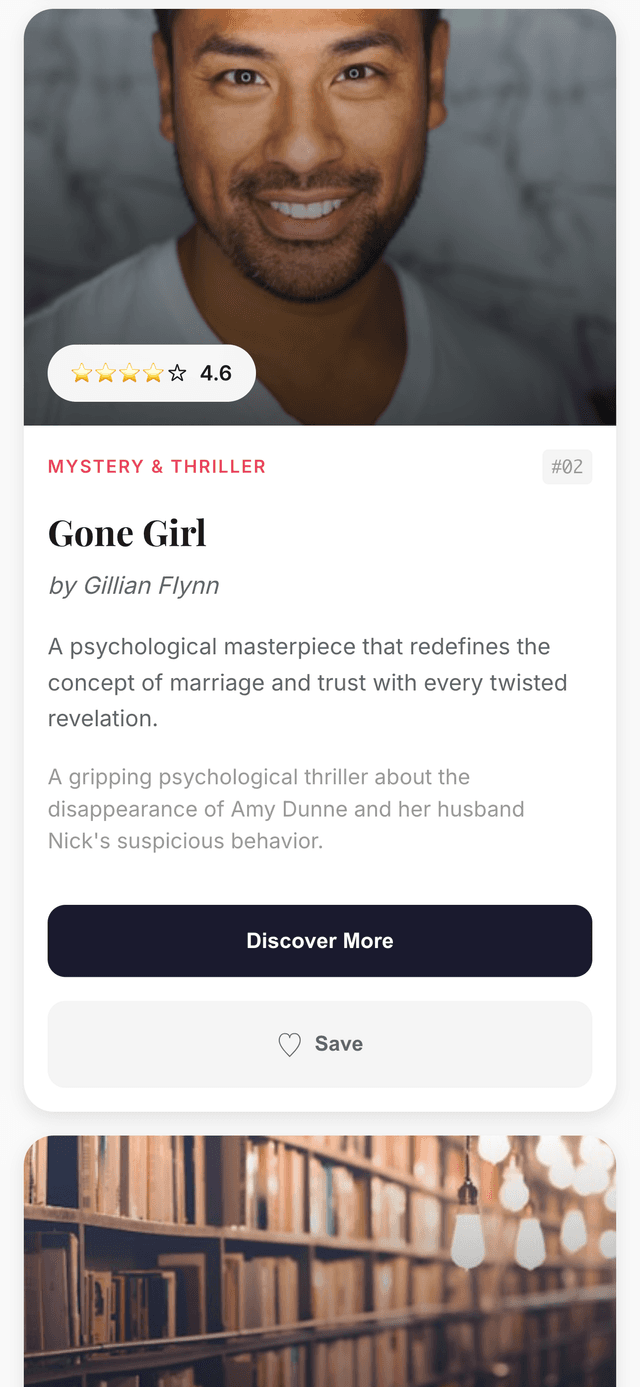 4.6
MYSTERY & THRILLER
#02
Gone Girl
by Gillian Flynn
A psychological masterpiece that redefines the
concept of marriage and trust with every twisted
revelation.
A gripping psychological thriller about the
disappearance of Amy Dunne and her husband
Nick's suspicious behavior.
Discover More
♡ Save